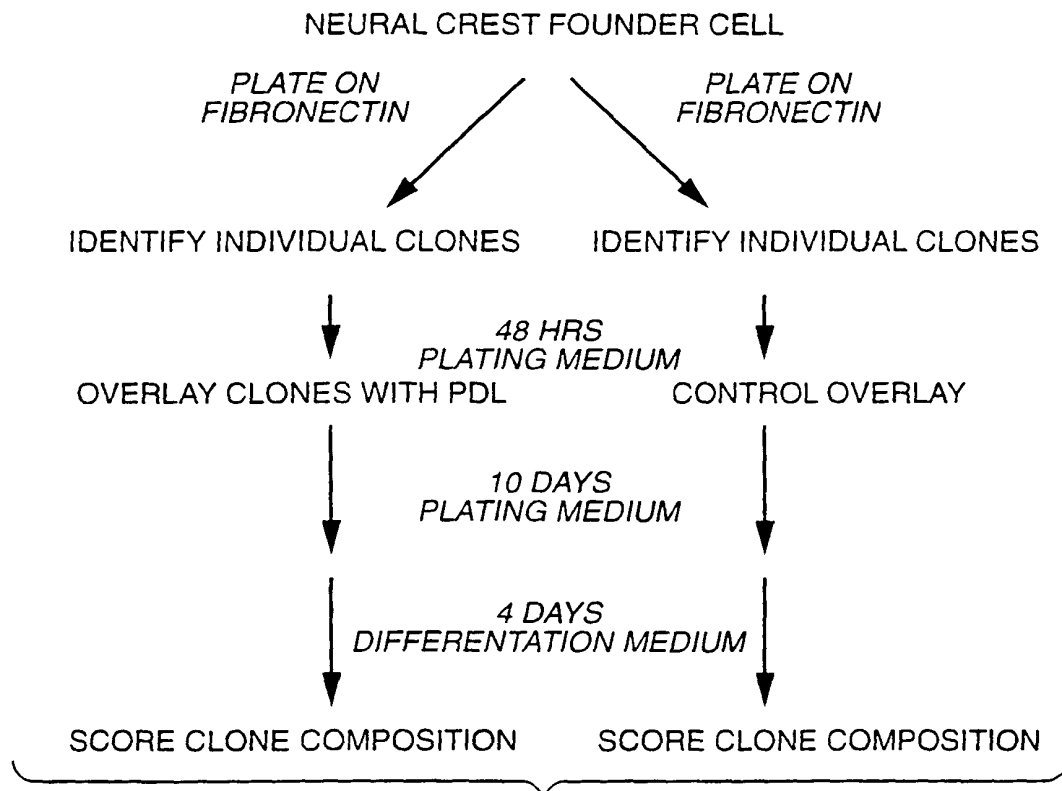 NEURAL CREST FOUNDER CELL
PLATE ON
FIBRONECTIN
PLATE ON
FIBRONECTIN
IDENTIFY INDIVIDUAL CLONES
IDENTIFY INDIVIDUAL CLONES
48 HRS
PLATING MEDIUM
OVERLAY CLONES WITH PDL
CONTROL OVERLAY
10 DAYS
PLATING MEDIUM
4 DAYS
DIFFERENTATION MEDIUM
SCORE CLONE COMPOSITION
SCORE CLONE COMPOSITION